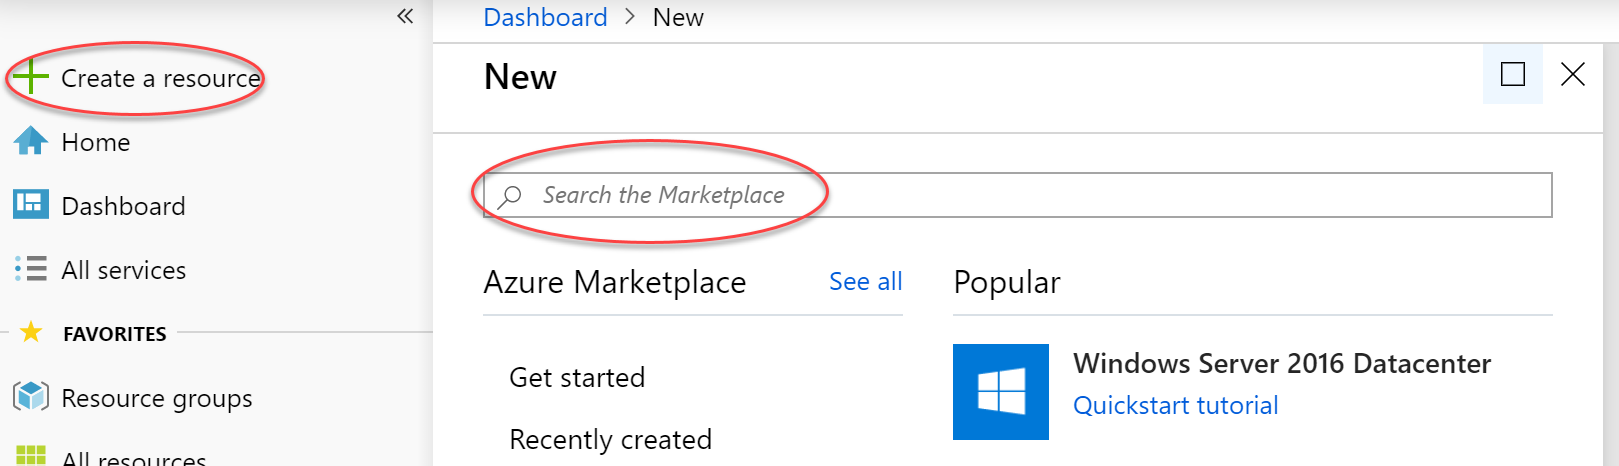 Create a resource
Home
Dashboard
All services
FAVORITES
Resource groups
All resources
Dashboard > New
New
Search the Marketplace
Azure Marketplace
See all
Get started
Recently created
Popular
Windows Server 2016 Datacenter
Quickstart tutorial